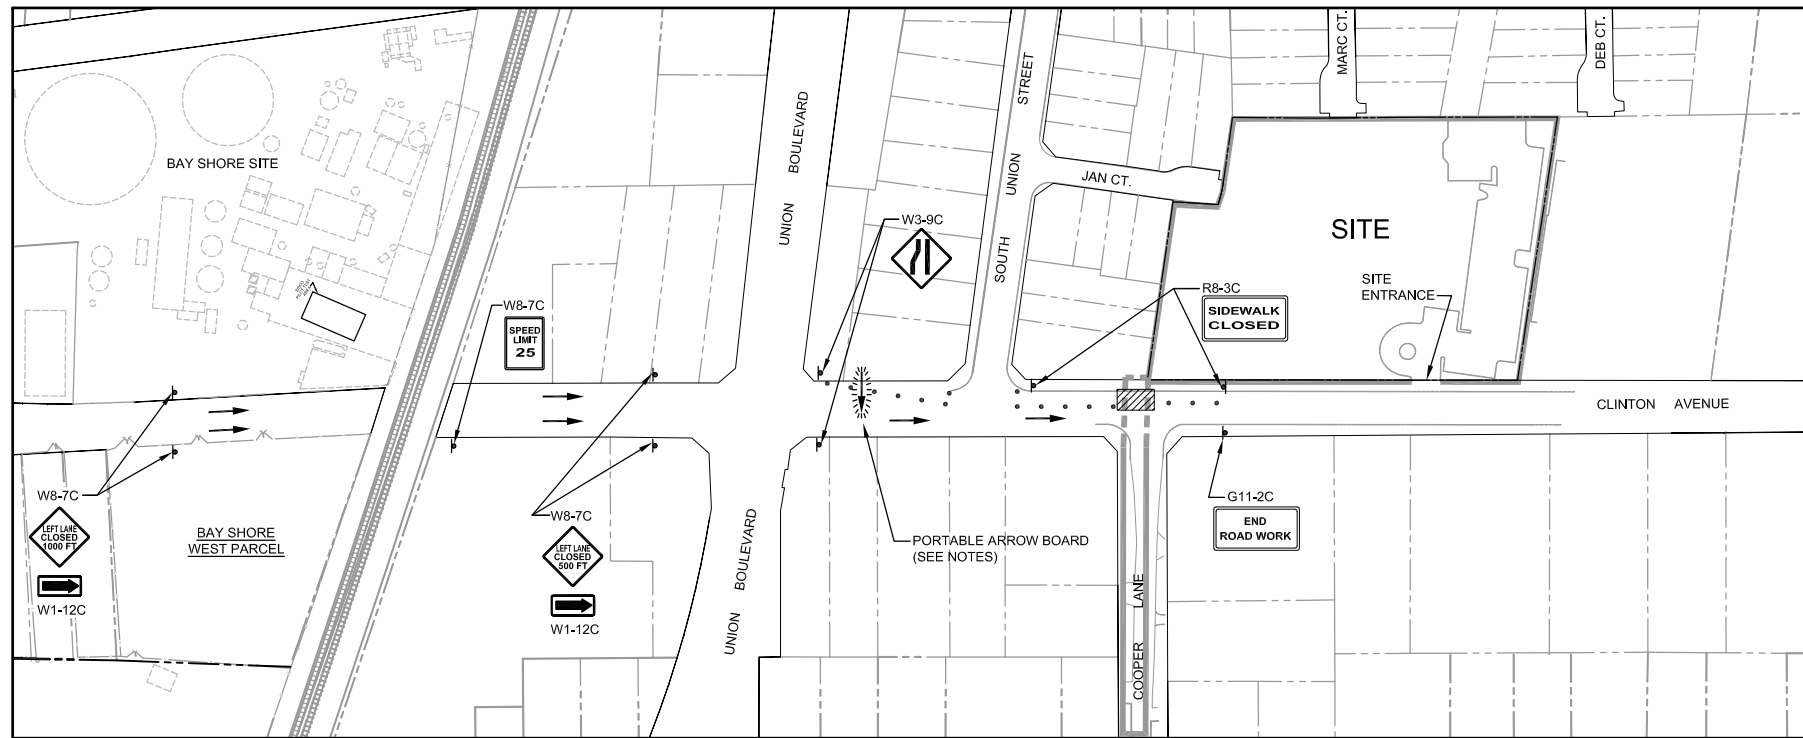 MARC CT.
DEB CT.
STREET
UNION
SOUTH
BOULEVARD
UNION
BAY SHORE SITE
JAN CT.
W3-9C
SITE
SITE
ENTRANCE
R8-3C
SIDEWALK
CLOSED
W8-7C
SPEED
LIMIT
25
CLINTON AVENUE
W8-7C
LEFT LANE
CLOSED
1000 FT
W1-12C
BAY SHORE
WEST PARCEL
W8-7C
LEFT LANE
CLOSED
500 FT
W1-12C
BOULEVARD
UNION
PORTABLE ARROW BOARD
(SEE NOTES)
G11-2C
END
ROAD WORK
COOPER LANE